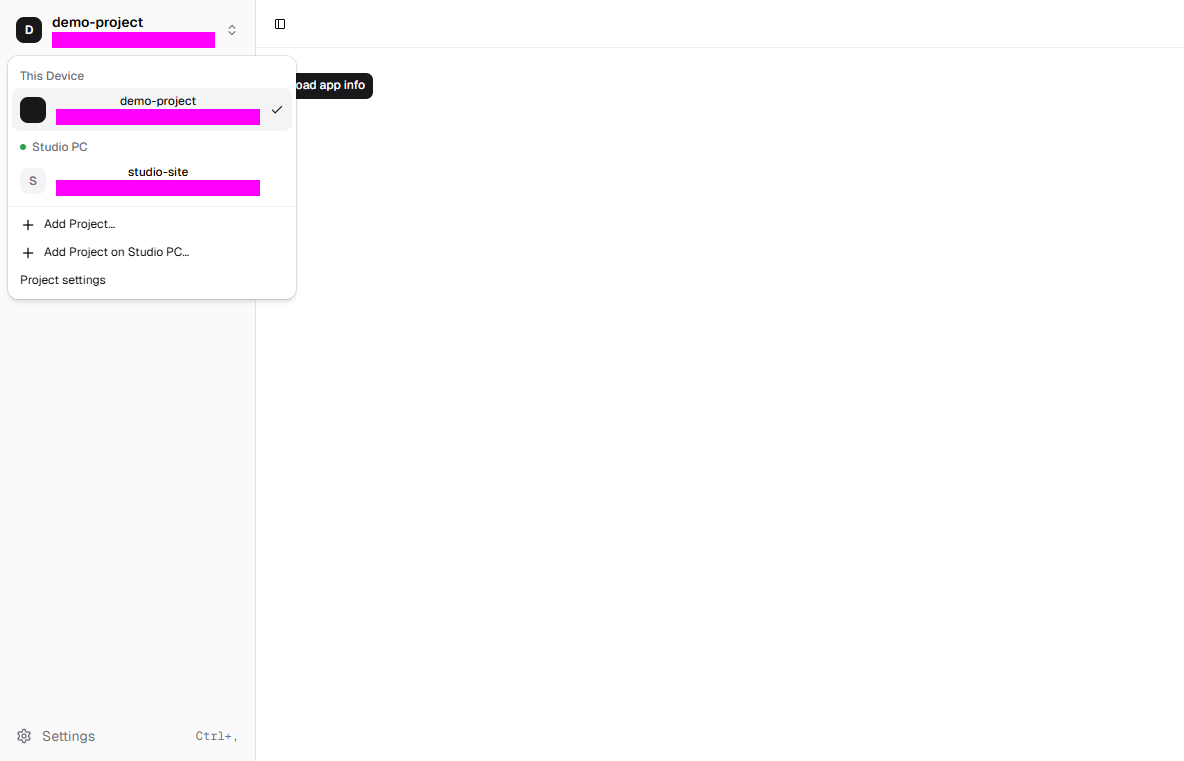 D
demo-project
This Device
demo-project
Studio PC
S
studio-site
Add Project…
Add Project on Studio PC…
Project settings
oad app info
Settings
Ctrl+,